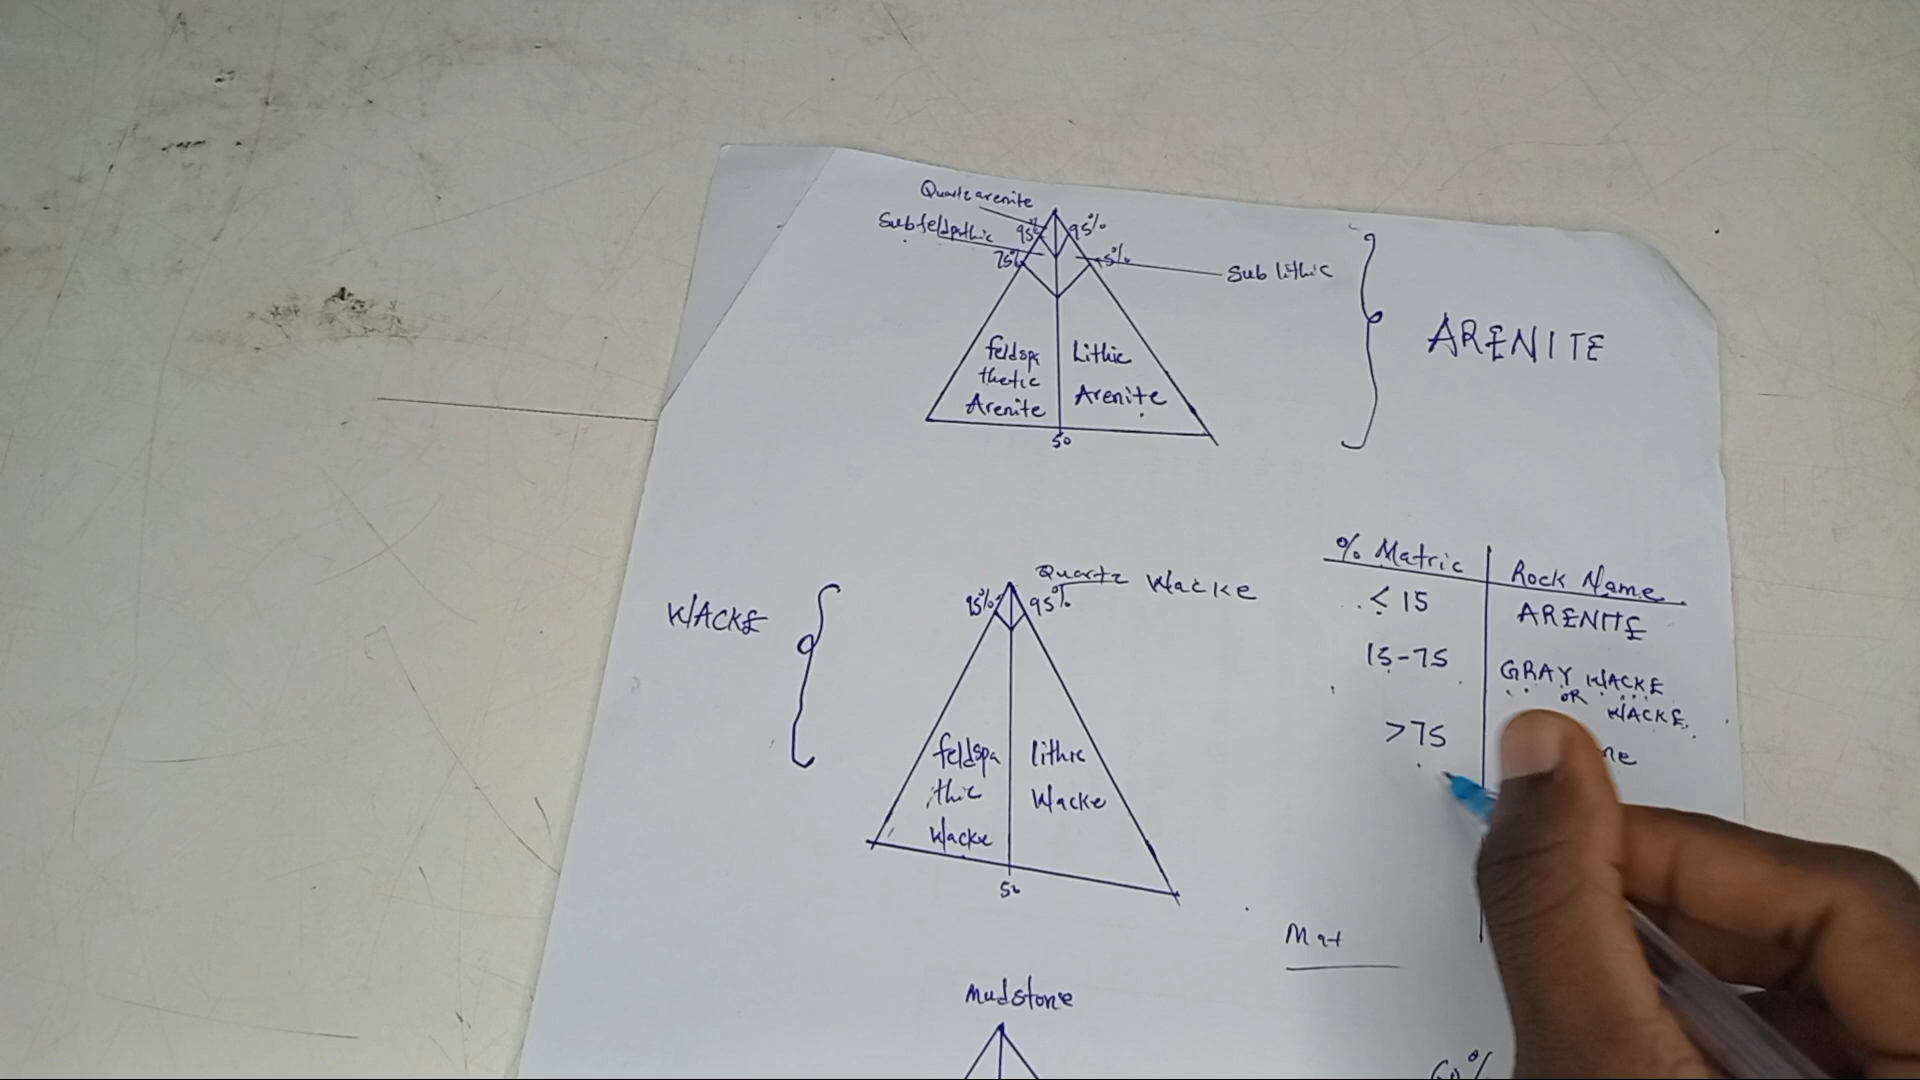 Quartz arenite
Subfeldpathic
95%
95%
75%
Sub lithic
feldspa
thetic
Arenite
Lithic
Arenite
50
ARENITE
WACKE
Quartz Wacke
95%
95%
feldspa
thic
Wacke
lithic
Wacke
50
% Matric
Rock Name
< 15
ARENITE
15-75
GRAY WACKE
OR
WACKE
>75
Mat
Mudstone
60%